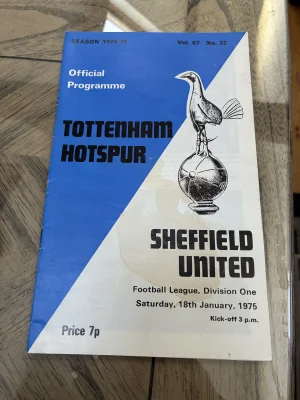 SEASON 1974-75
Vol. 67 No. 32
Official
Programme
TOTTENHAM
HOTSPUR
SHEFFIELD
UNITED
Football League, Division One
Saturday, 18th January, 1975
Kick-off 3 p.m.
Price 7p